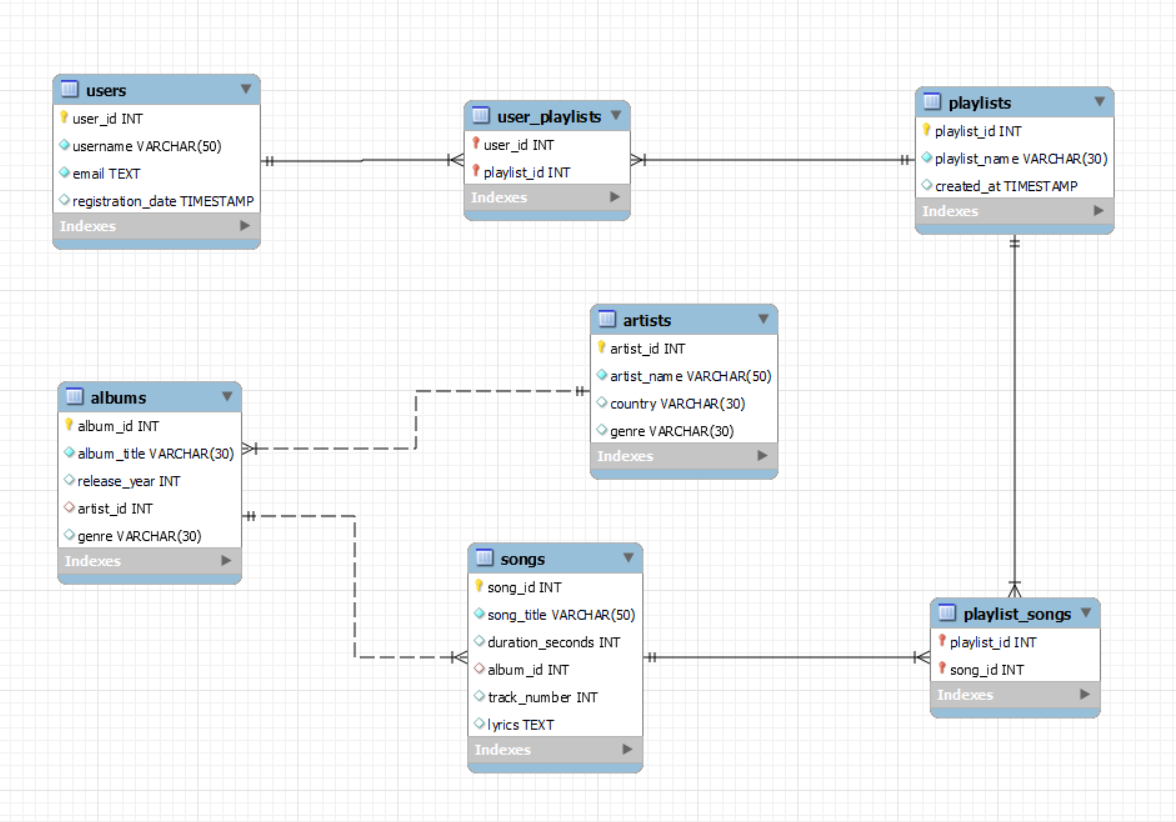 users
user_id INT
username VARCHAR(50)
email TEXT
registration_date TIMESTAMP
Indexes
user_playlists
user_id INT
playlist_id INT
Indexes
playlists
playlist_id INT
playlist_name VARCHAR(30)
created_at TIMESTAMP
Indexes
artists
artist_id INT
artist_name VARCHAR(50)
country VARCHAR(30)
genre VARCHAR(30)
Indexes
albums
album_id INT
album_title VARCHAR(30)
release_year INT
artist_id INT
genre VARCHAR(30)
Indexes
songs
song_id INT
song_title VARCHAR(50)
duration_seconds INT
album_id INT
track_number INT
lyrics TEXT
Indexes
playlist_songs
playlist_id INT
song_id INT
Indexes